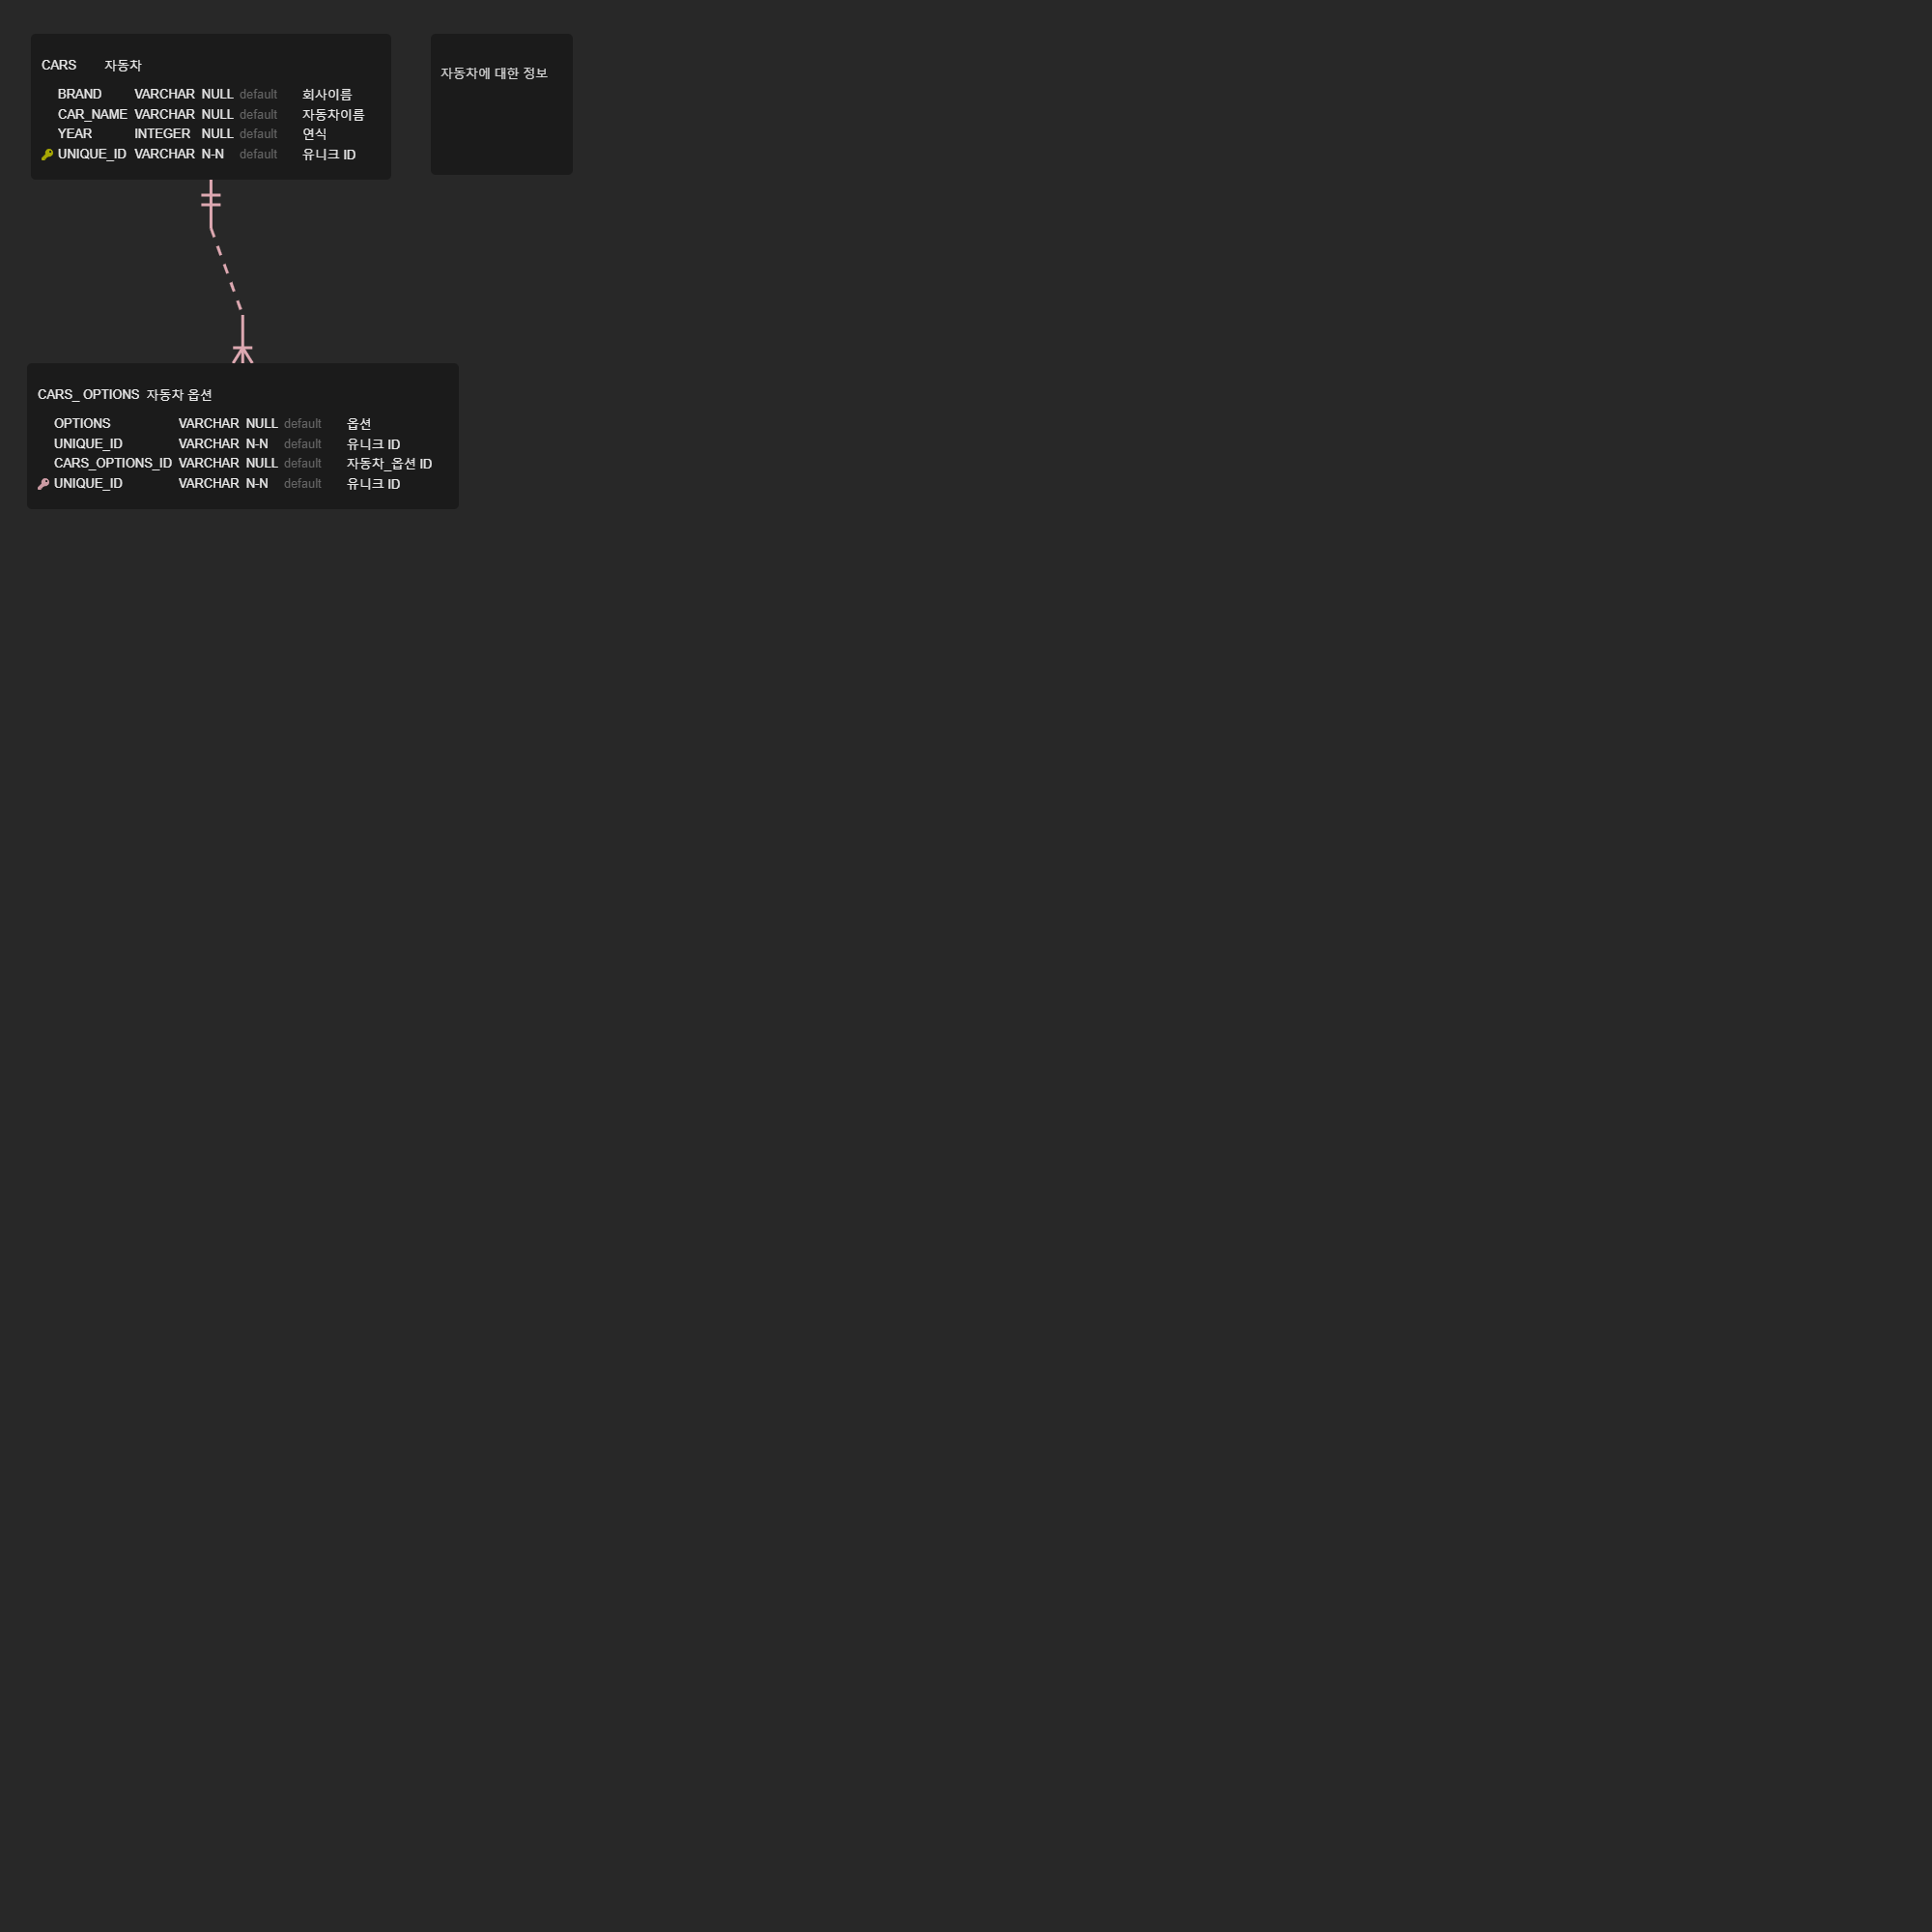 CARS 자동차
BRAND VARCHAR NULL default 회사이름
CAR_NAME VARCHAR NULL default 자동차이름
YEAR INTEGER NULL default 연식
UNIQUE_ID VARCHAR N-N default 유니크 ID
자동차에 대한 정보
CARS_ OPTIONS 자동차 옵션
OPTIONS VARCHAR NULL default 옵션
UNIQUE_ID VARCHAR N-N default 유니크 ID
CARS_OPTIONS_ID VARCHAR NULL default 자동차_옵션 ID
UNIQUE_ID VARCHAR N-N default 유니크 ID